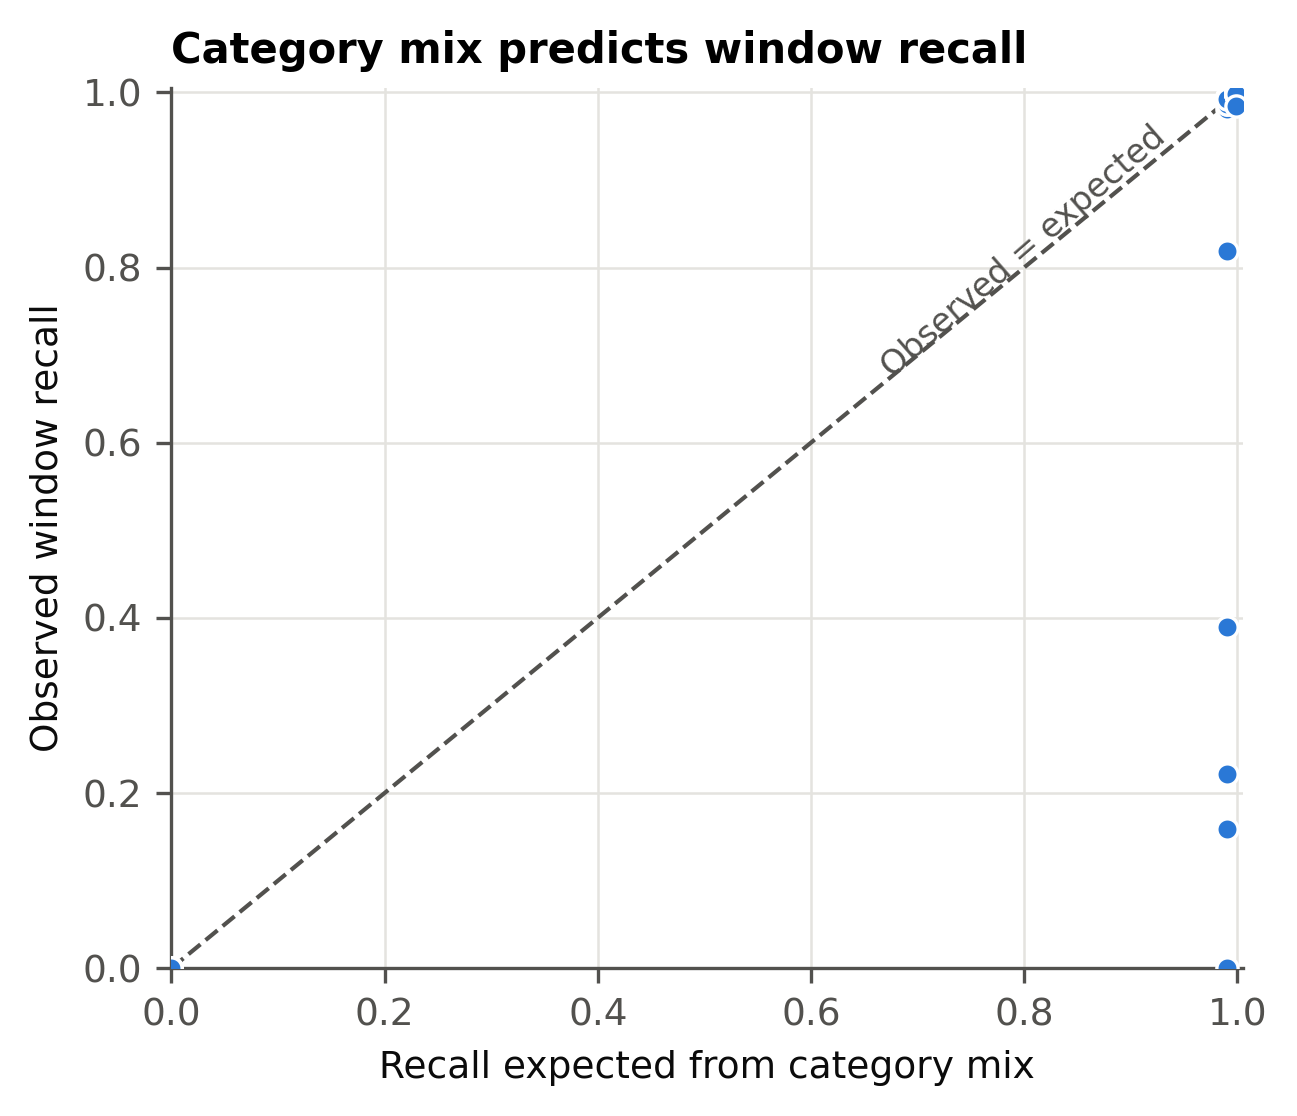 Category mix predicts window recall
1.0
0.8
0.6
0.4
0.2
0.0
Observed window recall
Observed = expected
0.0 0.2 0.4 0.6 0.8 1.0
Recall expected from category mix